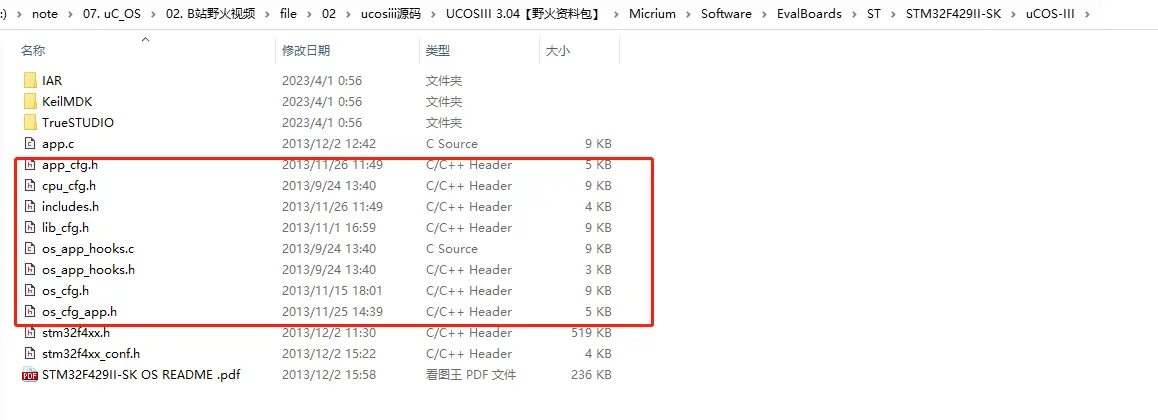 :) › note › 07. uC_OS › 02. B站野火视频 › file › 02 › ucosiii源码 › UCOSIII 3.04【野火资料包】 › Micrium › Software › EvalBoards › ST › STM32F429II-SK › uCOS-III ›
名称 修改日期 类型 大小
IAR 2023/4/1 0:56 文件夹
KeilMDK 2023/4/1 0:56 文件夹
TrueSTUDIO 2023/4/1 0:56 文件夹
app.c 2013/12/2 12:42 C Source 9 KB
app_cfg.h 2013/11/26 11:49 C/C++ Header 5 KB
cpu_cfg.h 2013/9/24 13:40 C/C++ Header 9 KB
includes.h 2013/11/26 11:49 C/C++ Header 4 KB
lib_cfg.h 2013/11/1 16:59 C/C++ Header 9 KB
os_app_hooks.c 2013/9/24 13:40 C Source 9 KB
os_app_hooks.h 2013/9/24 13:40 C/C++ Header 3 KB
os_cfg.h 2013/11/15 18:01 C/C++ Header 9 KB
os_cfg_app.h 2013/11/25 14:39 C/C++ Header 5 KB
stm32f4xx.h 2013/12/2 11:30 C/C++ Header 519 KB
stm32f4xx_conf.h 2013/12/2 15:22 C/C++ Header 4 KB
STM32F429II-SK OS README .pdf 2013/12/2 15:58 看图王 PDF 文件 236 KB